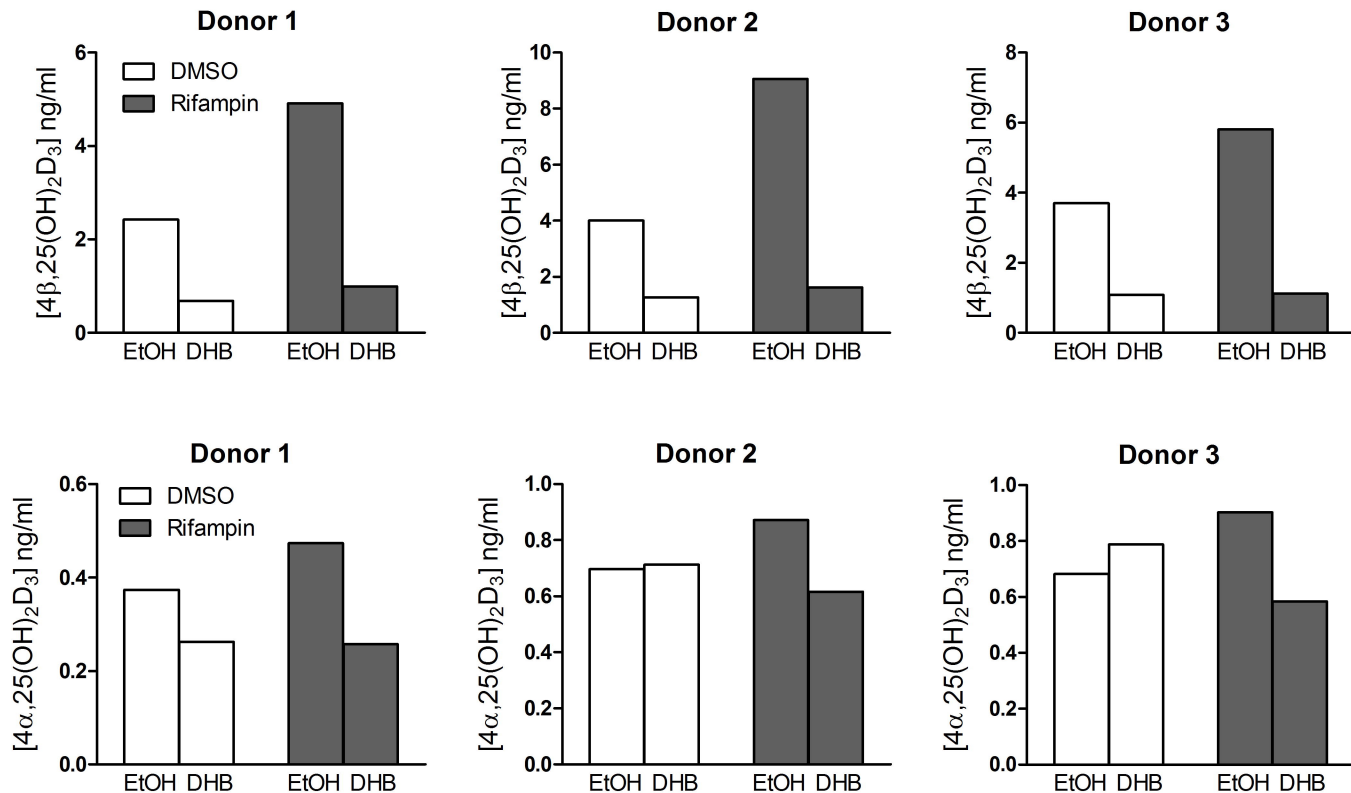 Donor 1
[4β,25(OH)₂D₃] ng/ml
6
4
2
0
DMSO
Rifampin
EtOH DHB EtOH DHB
Donor 2
[4β,25(OH)₂D₃] ng/ml
10
8
6
4
2
0
EtOH DHB EtOH DHB
Donor 3
[4β,25(OH)₂D₃] ng/ml
8
6
4
2
0
EtOH DHB EtOH DHB
Donor 1
[4α,25(OH)₂D₃] ng/ml
0.6
0.4
0.2
0.0
DMSO
Rifampin
EtOH DHB EtOH DHB
Donor 2
[4α,25(OH)₂D₃] ng/ml
1.0
0.8
0.6
0.4
0.2
0.0
EtOH DHB EtOH DHB
Donor 3
[4α,25(OH)₂D₃] ng/ml
1.0
0.8
0.6
0.4
0.2
0.0
EtOH DHB EtOH DHB